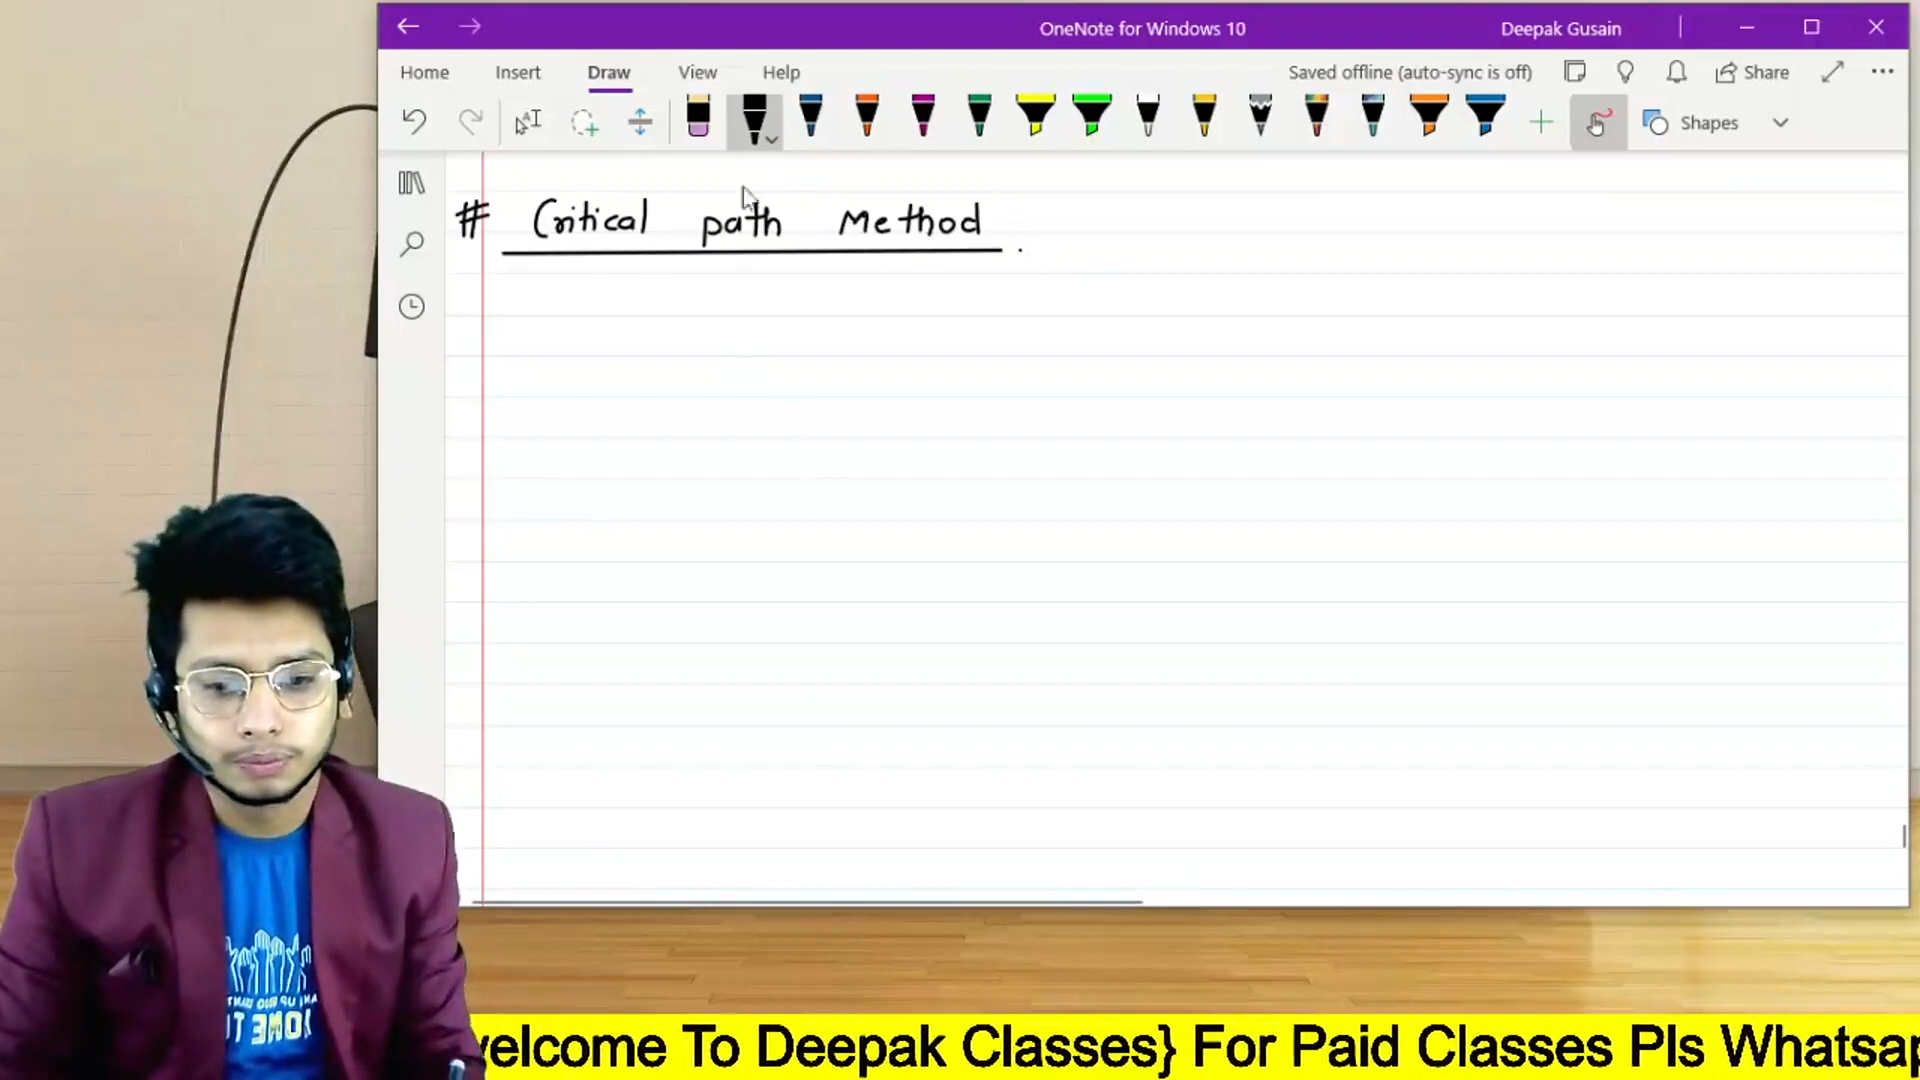 OneNote for Windows 10
Deepak Gusain
Home Insert Draw View Help
Saved offline (auto-sync is off)
Share
Shapes
# Critical path Method .
elcome To Deepak Classes} For Paid Classes Pls Whatsap